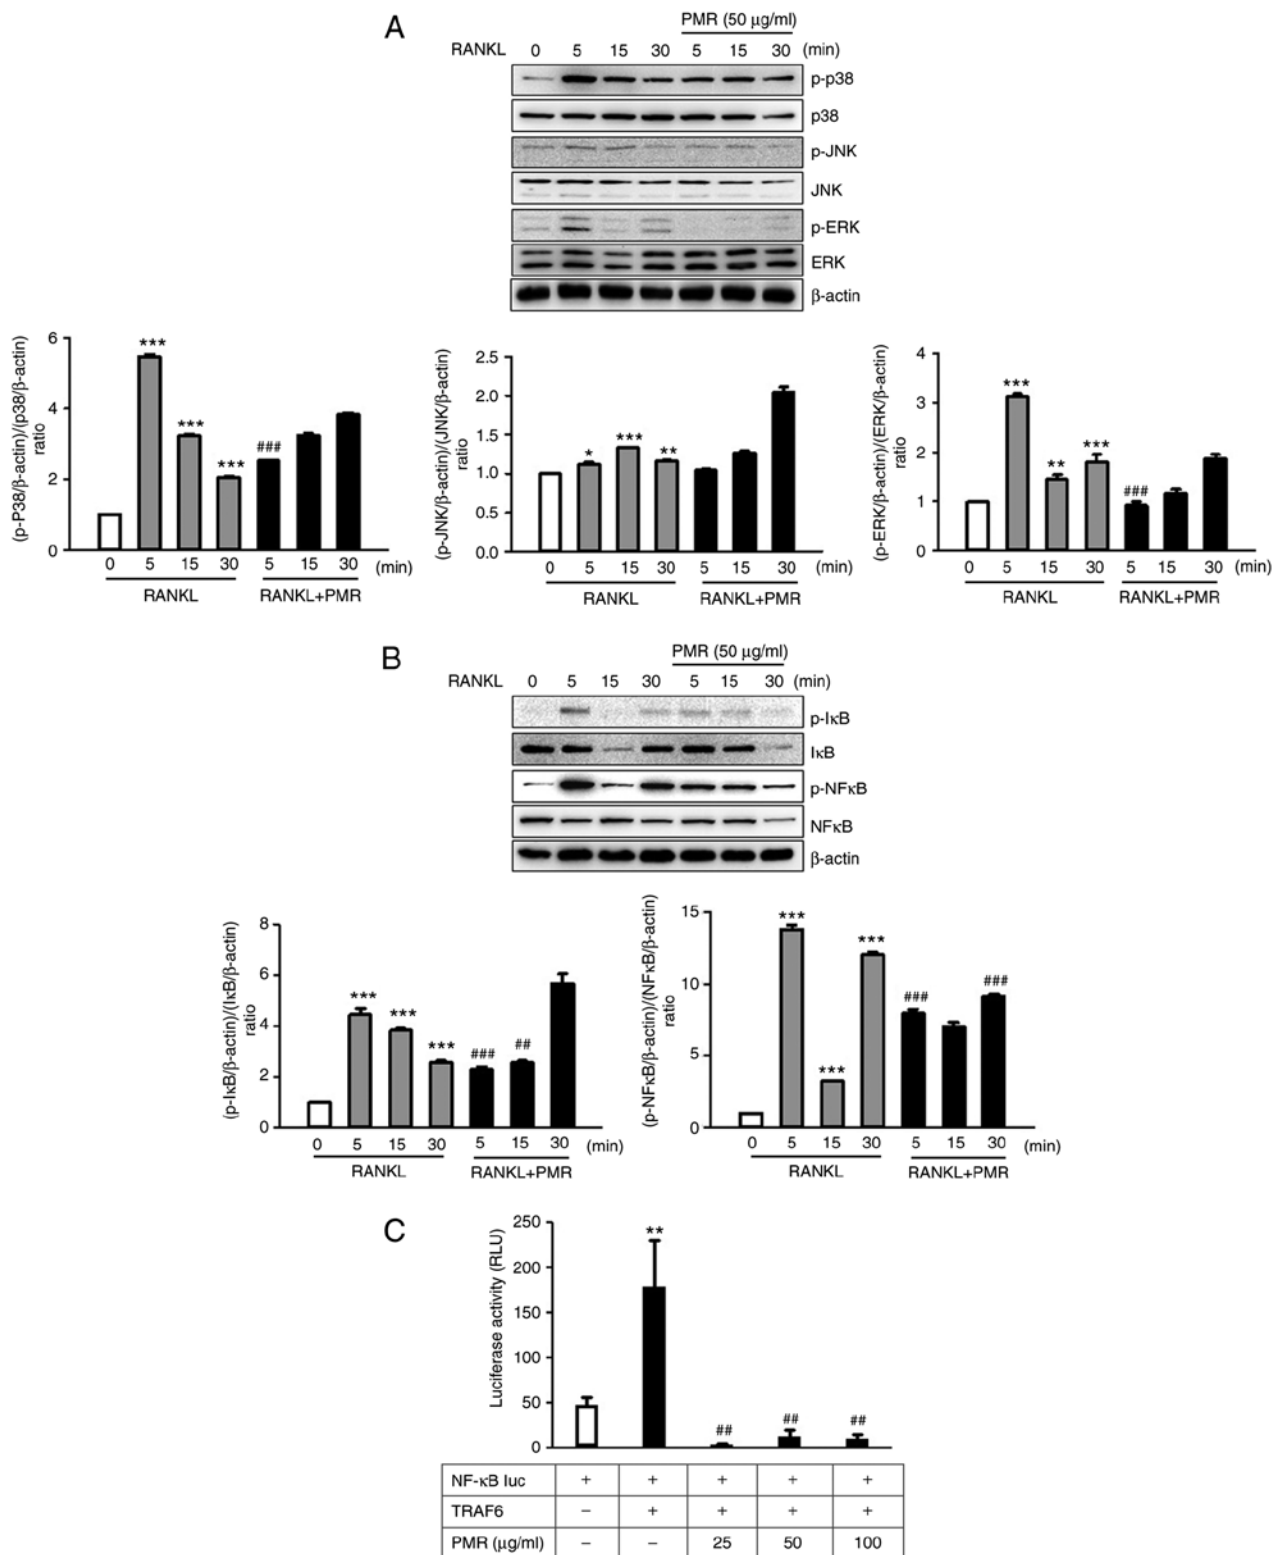 A
PMR (50 μg/ml)
RANKL 0 5 15 30 5 15 30 (min)
p-p38
p38
p-JNK
JNK
p-ERK
ERK
β-actin
(p-P38/β-actin)/(p38/β-actin)
ratio
6
4
2
0
***
***
***
###
0 5 15 30 5 15 30 (min)
RANKL RANKL+PMR
(p-JNK/β-actin)/(JNK/β-actin)
ratio
2.5
2.0
1.5
1.0
0.5
0.0
*
***
**
0 5 15 30 5 15 30 (min)
RANKL RANKL+PMR
(p-ERK/β-actin)/(ERK/β-actin)
ratio
4
3
2
1
0
***
**
***
###
0 5 15 30 5 15 30 (min)
RANKL RANKL+PMR
B
PMR (50 μg/ml)
RANKL 0 5 15 30 5 15 30 (min)
p-IκB
IκB
p-NFκB
NFκB
β-actin
(p-IκB/β-actin)/(IκB/β-actin)
ratio
8
6
4
2
0
***
***
***
###
##
0 5 15 30 5 15 30 (min)
RANKL RANKL+PMR
(p-NFκB/β-actin)/(NFκB/β-actin)
ratio
15
10
5
0
***
***
***
###
###
0 5 15 30 5 15 30 (min)
RANKL RANKL+PMR
C
Luciferase activity (RLU)
250
200
150
100
50
0
**
##
##
##
NF-κB luc + + + + +
TRAF6 – + + + +
PMR (μg/ml) – – 25 50 100